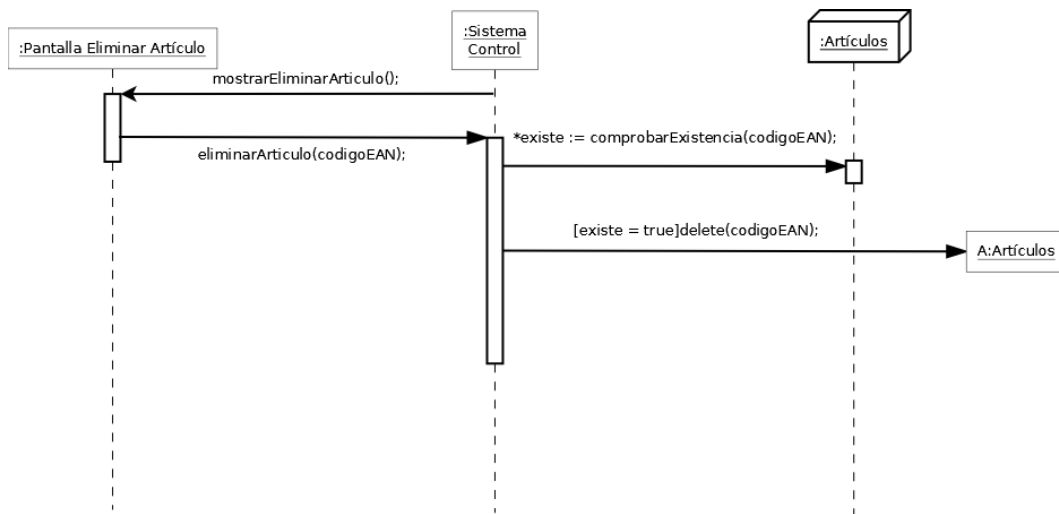 :Pantalla Eliminar Artículo
:Sistema
Control
:Artículos
mostrarEliminarArticulo();
eliminarArticulo(codigoEAN);
*existe := comprobarExistencia(codigoEAN);
[existe = true]delete(codigoEAN);
A:Artículos